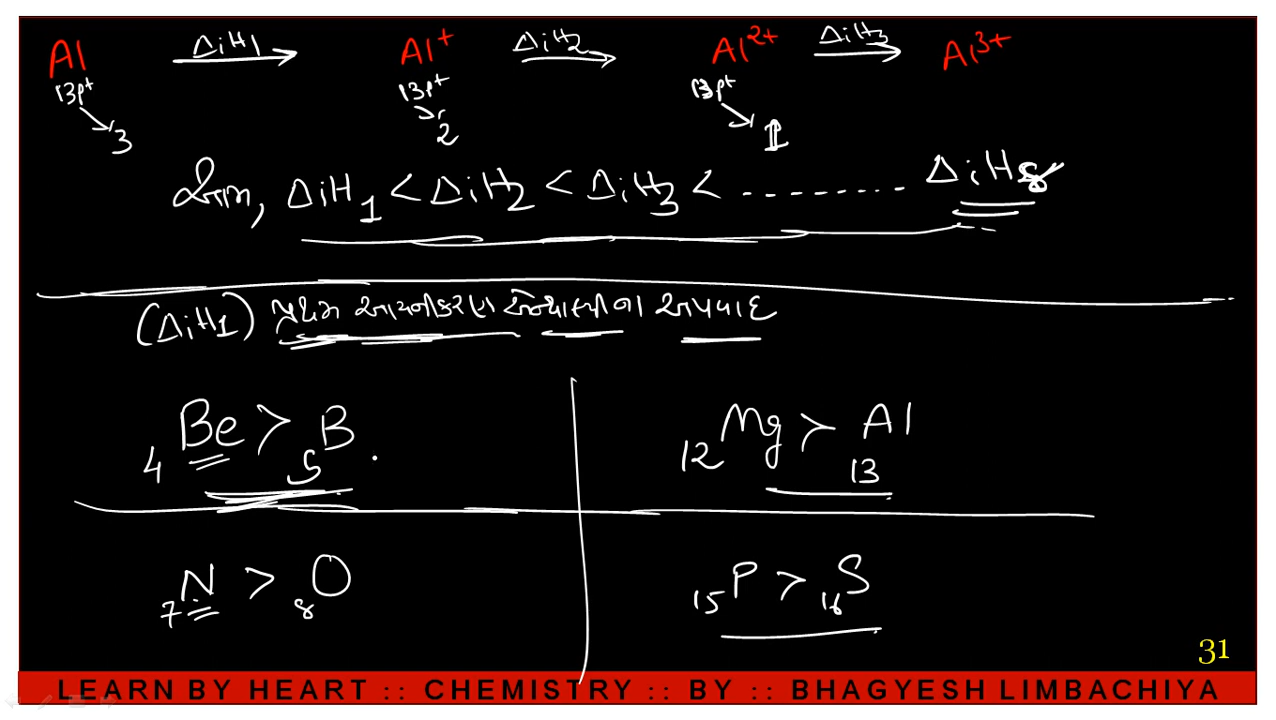 Al ΔiH1 → Al⁺ ΔiH2 → Al²⁺ ΔiH3 → Al³⁺
13p⁺ 13p⁺ 13p⁺
3 2 1
ΔiH₁ < ΔiH₂ < ΔiH₃ < --------- ΔiH
(ΔiH1) પ્રથમ આયનીકરણ એન્થાલ્પીના અપવાદ
₄Be > ₅B. ₁₂Mg > Al₁₃
₇N > ₈O ₁₅P > ₁₆S
31
LEARN BY HEART :: CHEMISTRY :: BY :: BHAGYESH LIMBACHIYA